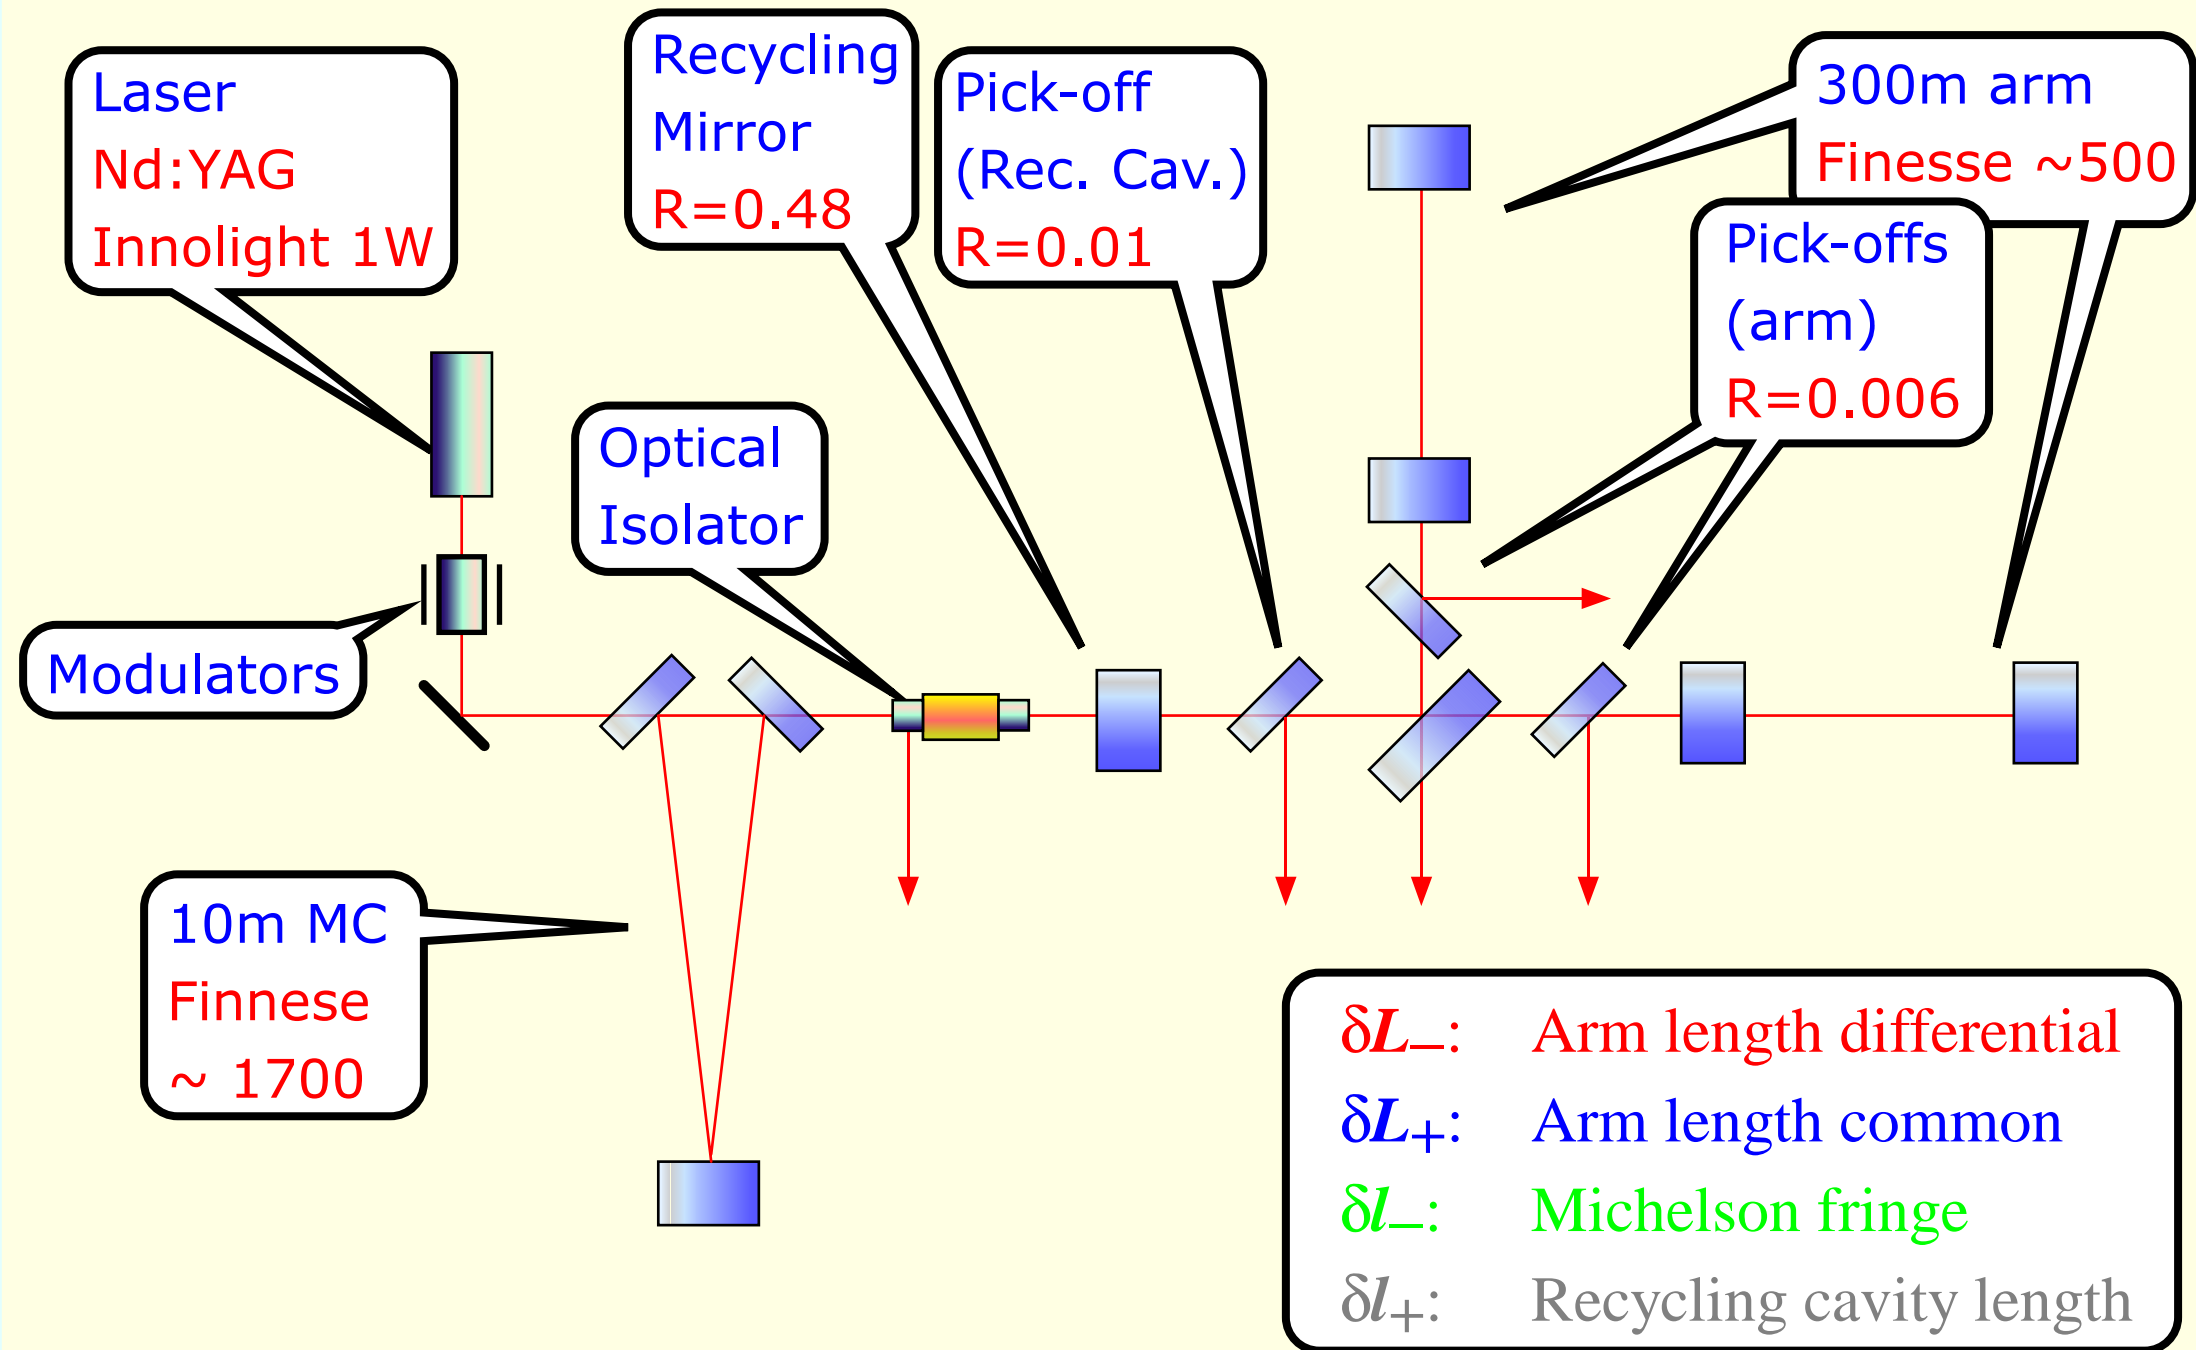 Laser
Nd:YAG
Innolight 1W
Recycling
Mirror
R=0.48
Pick-off
(Rec. Cav.)
R=0.01
300m arm
Finesse ~500
Pick-offs
(arm)
R=0.006
Optical
Isolator
Modulators
10m MC
Finnese
~ 1700
δL−: Arm length differential
δL+: Arm length common
δl−: Michelson fringe
δl+: Recycling cavity length